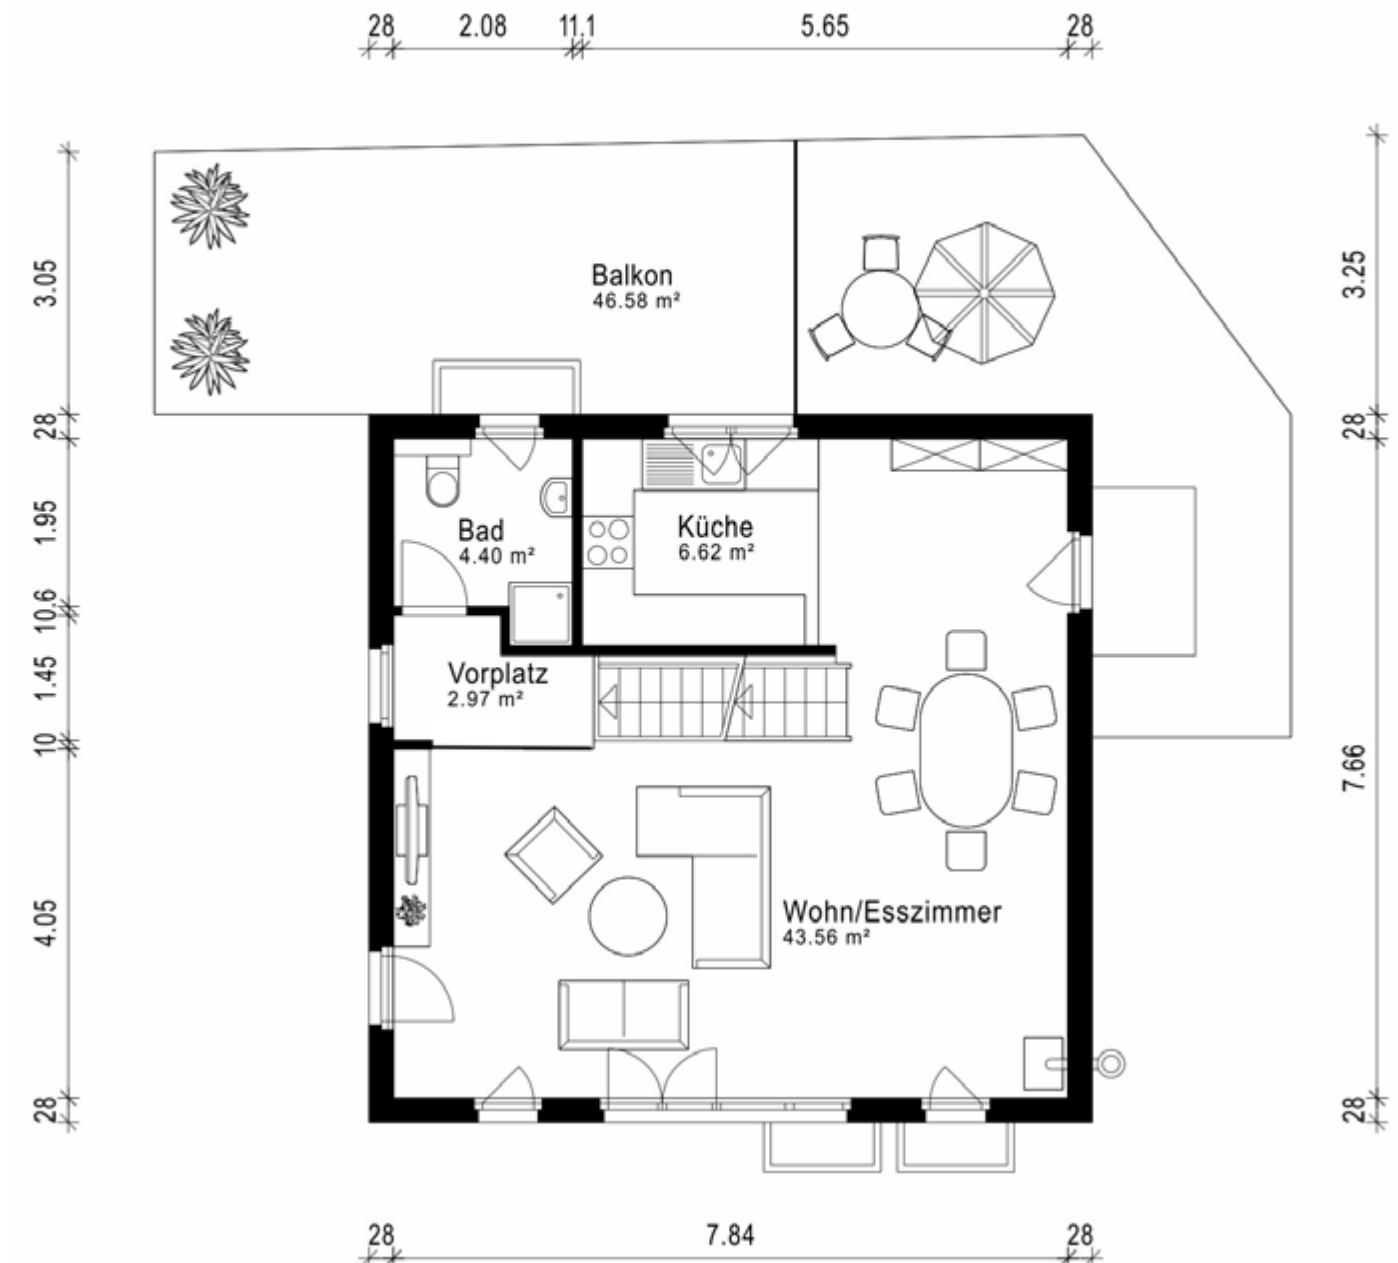 28 2.08 11.1 5.65 28
3.05
28
1.95
10.6
1.45
10
4.05
28
Balkon
46.58 m²
Bad
4.40 m²
Küche
6.62 m²
Vorplatz
2.97 m²
Wohn/Esszimmer
43.56 m²
3.25
28
7.66
28
28 7.84 28